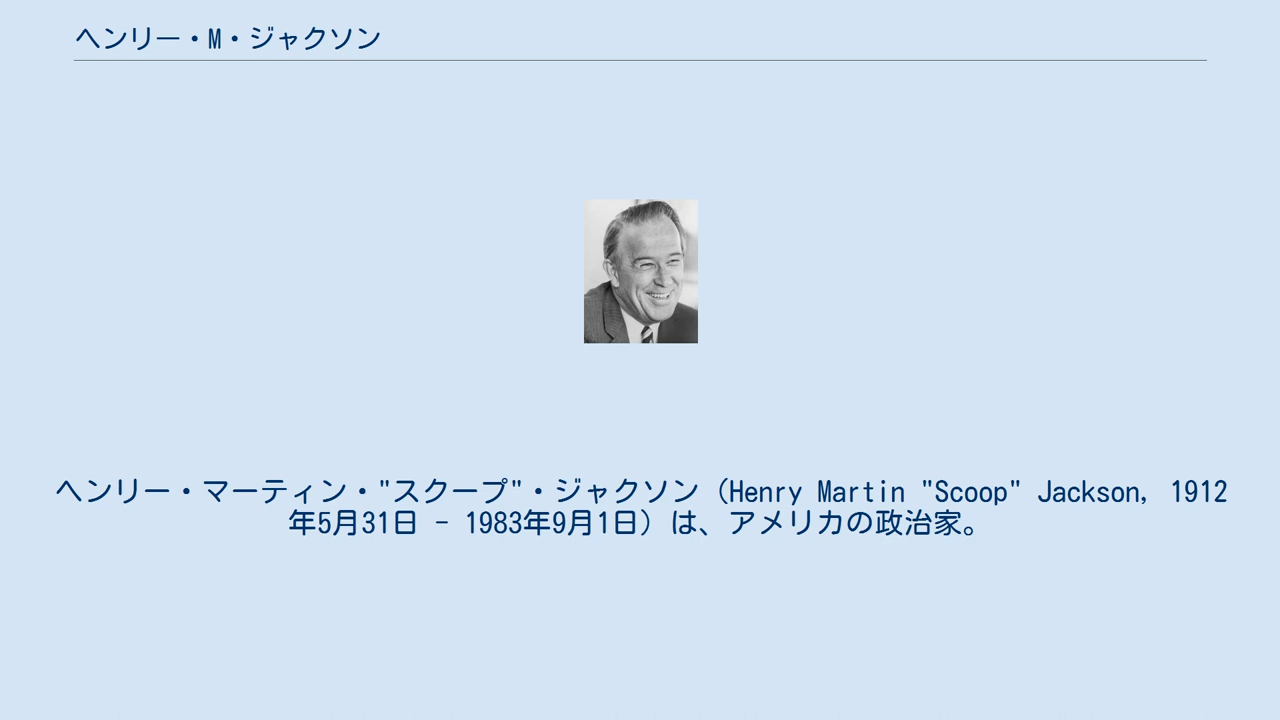 ヘンリー・M・ジャクソン
ヘンリー・マーティン・"スクープ"・ジャクソン（Henry Martin "Scoop" Jackson, 1912
年5月31日 - 1983年9月1日）は、アメリカの政治家。